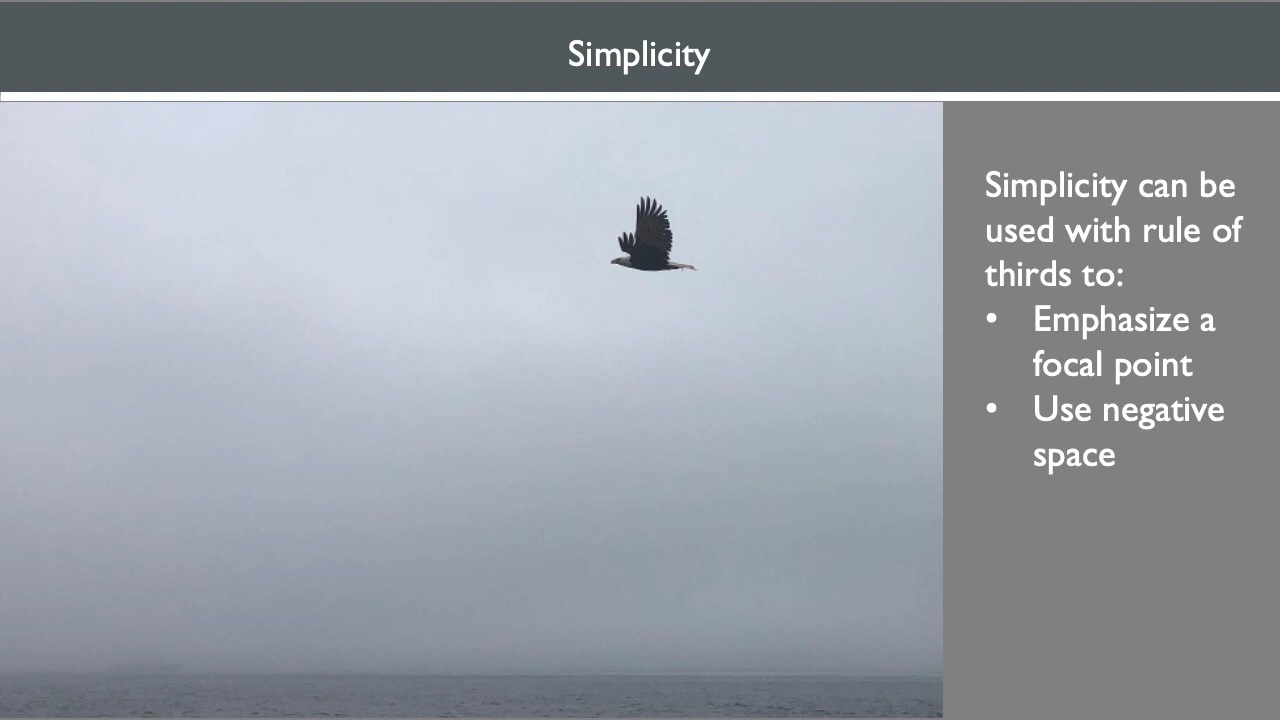 Simplicity
Simplicity can be
used with rule of
thirds to:
• Emphasize a
focal point
• Use negative
space